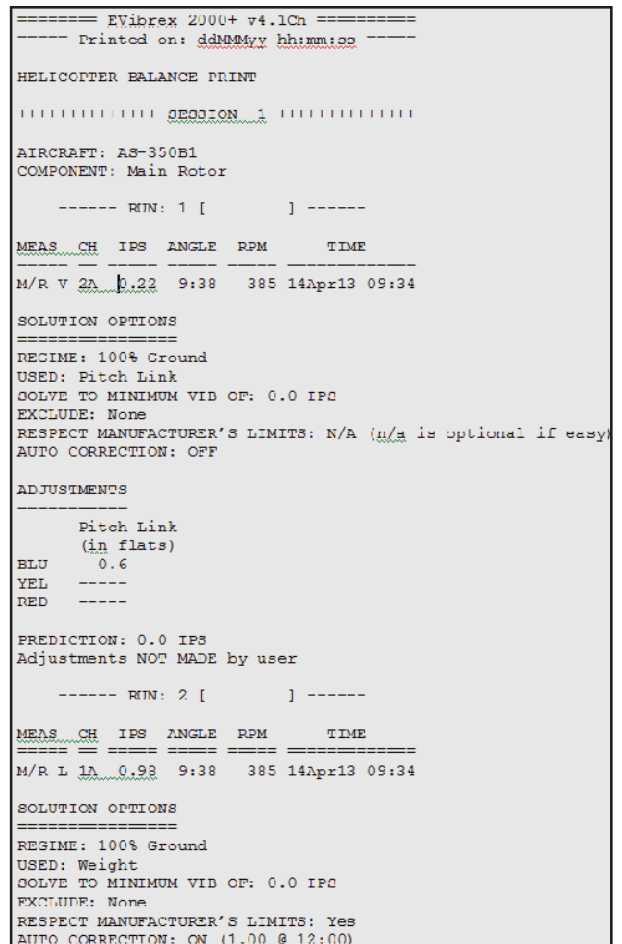 ======== EVibrex 2000+ v4.1Ch ==========
----- Printed on: ddMMMyy hh:mm:ss -----
HELICOPTER BALANCE PRINT
!!!!!!!!!!!!!! SESSION 1 !!!!!!!!!!!!!!
AIRCRAFT: AS-350B1
COMPONENT: Main Rotor
------ RUN: 1 [ ] ------
MEAS CH IPS ANGLE RPM TIME
----- -- ----- ----- ----- --------------
M/R V 2A 0.22 9:38 385 14Apr13 09:34
SOLUTION OPTIONS
================
REGIME: 100% Ground
USED: Pitch Link
SOLVE TO MINIMUM VIB OF: 0.0 IPS
EXCLUDE: None
RESPECT MANUFACTURER'S LIMITS: N/A (n/a is optional if easy)
AUTO CORRECTION: OFF
ADJUSTMENTS
-----------
Pitch Link
(in flats)
BLU 0.6
YEL -----
RED -----
PREDICTION: 0.0 IPS
Adjustments NOT MADE by user
------ RUN: 2 [ ] ------
MEAS CH IPS ANGLE RPM TIME
===== == ===== ===== ===== ==============
M/R L 1A 0.98 9:38 385 14Apr13 09:34
SOLUTION OPTIONS
================
REGIME: 100% Ground
USED: Weight
SOLVE TO MINIMUM VIB OF: 0.0 IPS
EXCLUDE: None
RESPECT MANUFACTURER'S LIMITS: Yes
AUTO CORRECTION: ON (1.00 @ 12:00)